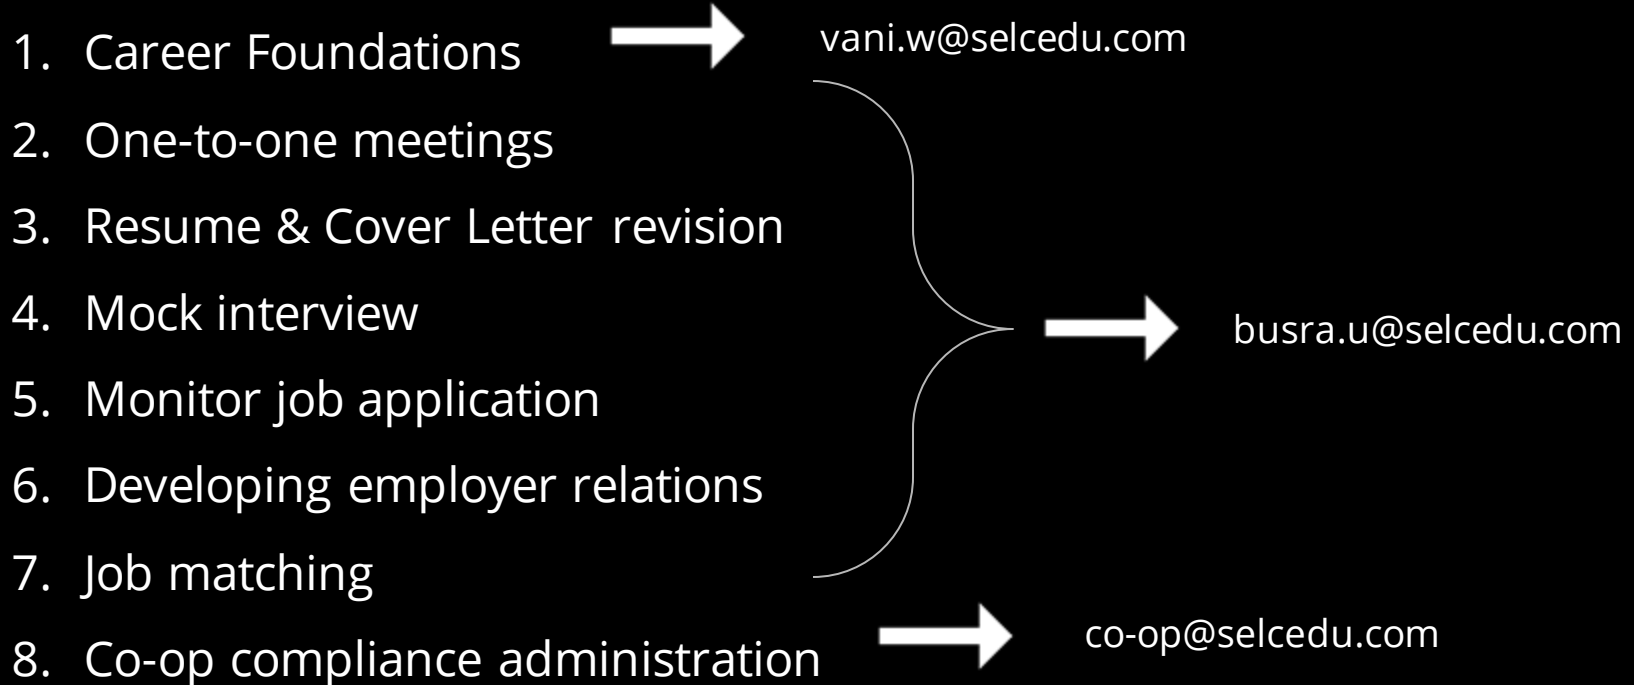 1. Career Foundations
vani.w@selcedu.com
2. One-to-one meetings
3. Resume & Cover Letter revision
4. Mock interview
busra.u@selcedu.com
5. Monitor job application
6. Developing employer relations
7. Job matching
8. Co-op compliance administration
co-op@selcedu.com